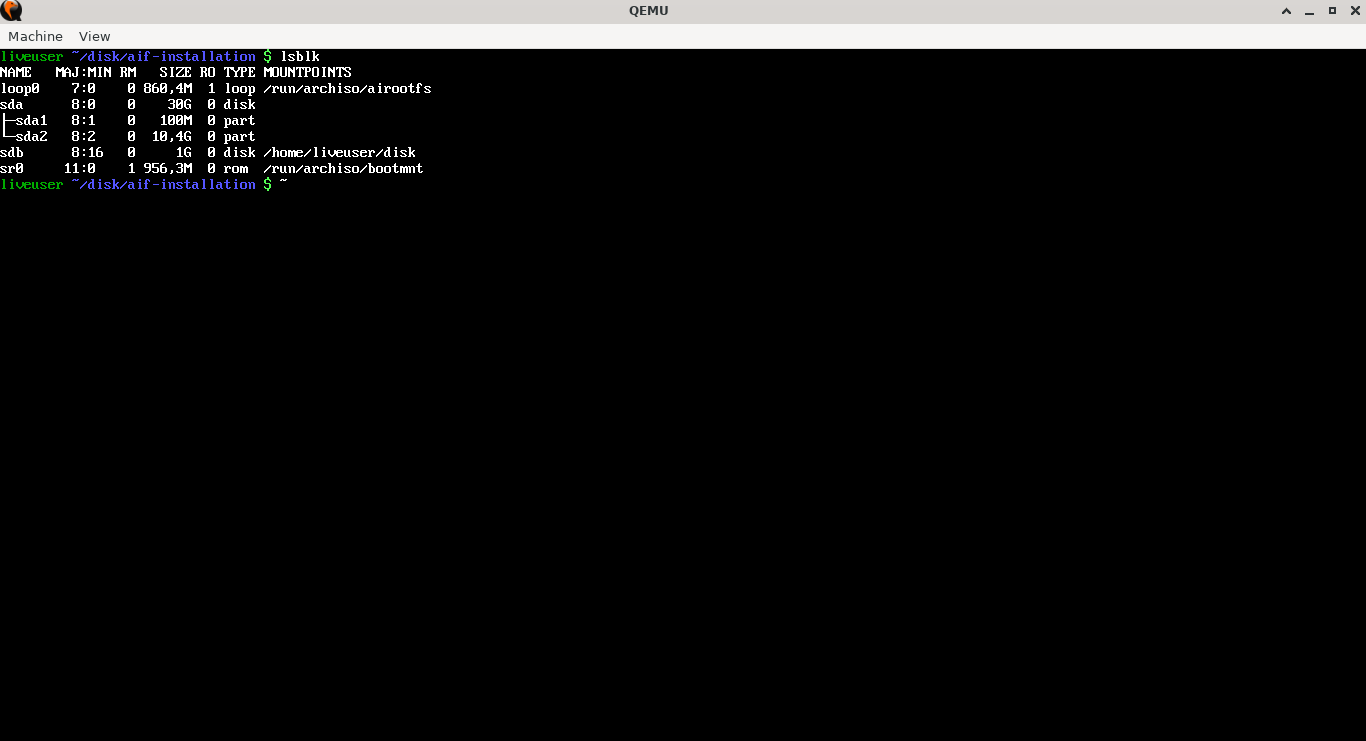 QEMU
Machine View
liveuser ~/disk/aif-installation $ lsblk
NAME   MAJ:MIN RM   SIZE RO TYPE MOUNTPOINTS
loop0    7:0    0 860,4M  1 loop /run/archiso/airootfs
sda      8:0    0    30G  0 disk
├─sda1   8:1    0   100M  0 part
└─sda2   8:2    0  10,4G  0 part
sdb      8:16   0     1G  0 disk /home/liveuser/disk
sr0     11:0    1 956,3M  0 rom  /run/archiso/bootmnt
liveuser ~/disk/aif-installation $ ~